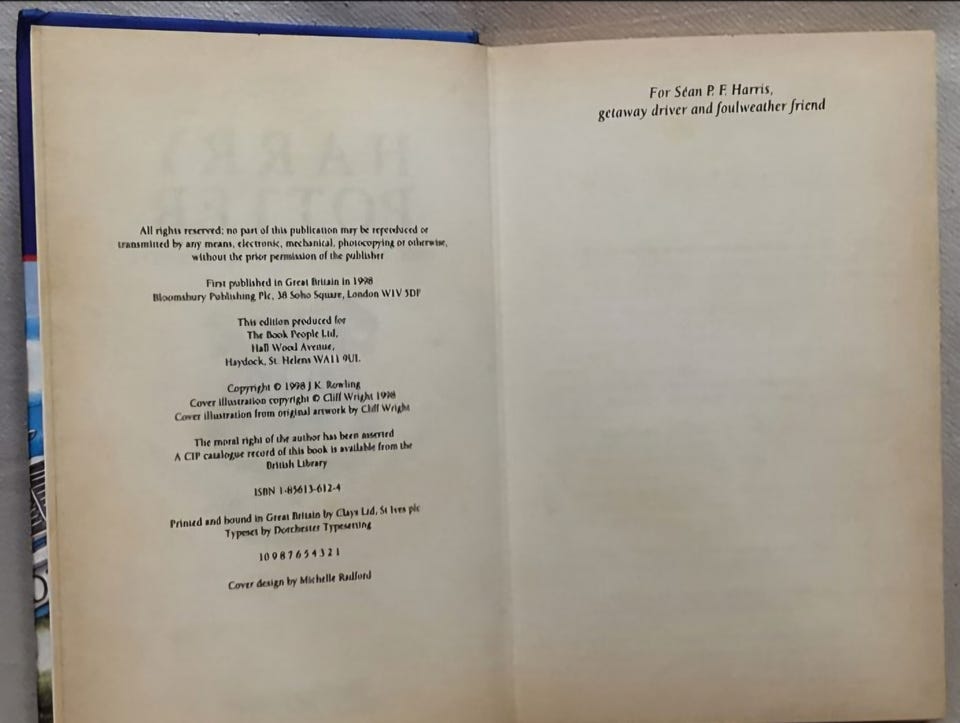 All rights reserved; no part of this publication may be reproduced or
transmitted by any means, electronic, mechanical, photocopying or otherwise,
without the prior permission of the publisher
First published in Great Britain in 1998
Bloomsbury Publishing Plc, 38 Soho Square, London W1V 5DF
This edition produced for
The Book People Ltd,
Hall Wood Avenue,
Haydock, St. Helens WA11 9UL
Copyright © 1998 J K. Rowling
Cover illustration copyright © Cliff Wright 1998
Cover illustration from original artwork by Cliff Wright
The moral right of the author has been asserted
A CIP catalogue record of this book is available from the
British Library
ISBN 1-85613-612-4
Printed and bound in Great Britain by Clays Ltd, St Ives plc
Typeset by Dorchester Typesetting
10 9 8 7 6 5 4 3 2 1
Cover design by Michelle Radford
For Séan P. F. Harris,
getaway driver and foulweather friend
HARRY
POTTER